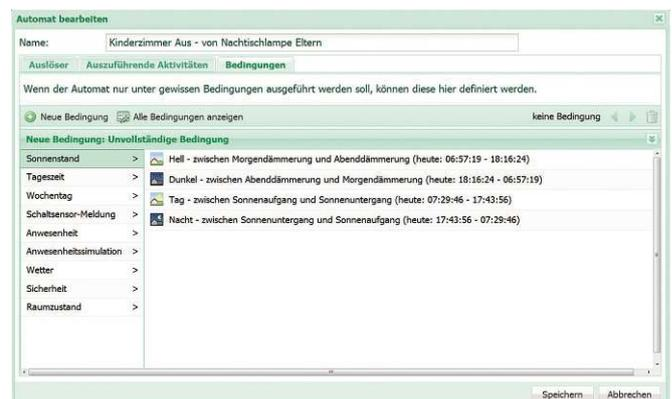 Automat bearbeiten
Name: Kinderzimmer Aus - von Nachtischlampe Eltern
Auslöser Auszuführende Aktivitäten Bedingungen
Wenn der Automat nur unter gewissen Bedingungen ausgeführt werden soll, können diese hier definiert werden.
Neue Bedingung Alle Bedingungen anzeigen keine Bedingung
Neue Bedingung: Unvollständige Bedingung
Sonnenstand >
Tageszeit >
Wochentag >
Schaltsensor-Meldung >
Anwesenheit >
Anwesenheitssimulation >
Wetter >
Sicherheit >
Raumzustand >
Hell - zwischen Morgendämmerung und Abenddämmerung (heute: 06:57:19 - 18:16:24)
Dunkel - zwischen Abenddämmerung und Morgendämmerung (heute: 18:16:24 - 06:57:19)
Tag - zwischen Sonnenaufgang und Sonnenuntergang (heute: 07:29:46 - 17:43:56)
Nacht - zwischen Sonnenuntergang und Sonnenaufgang (heute: 17:43:56 - 07:29:46)
Speichern Abbrechen